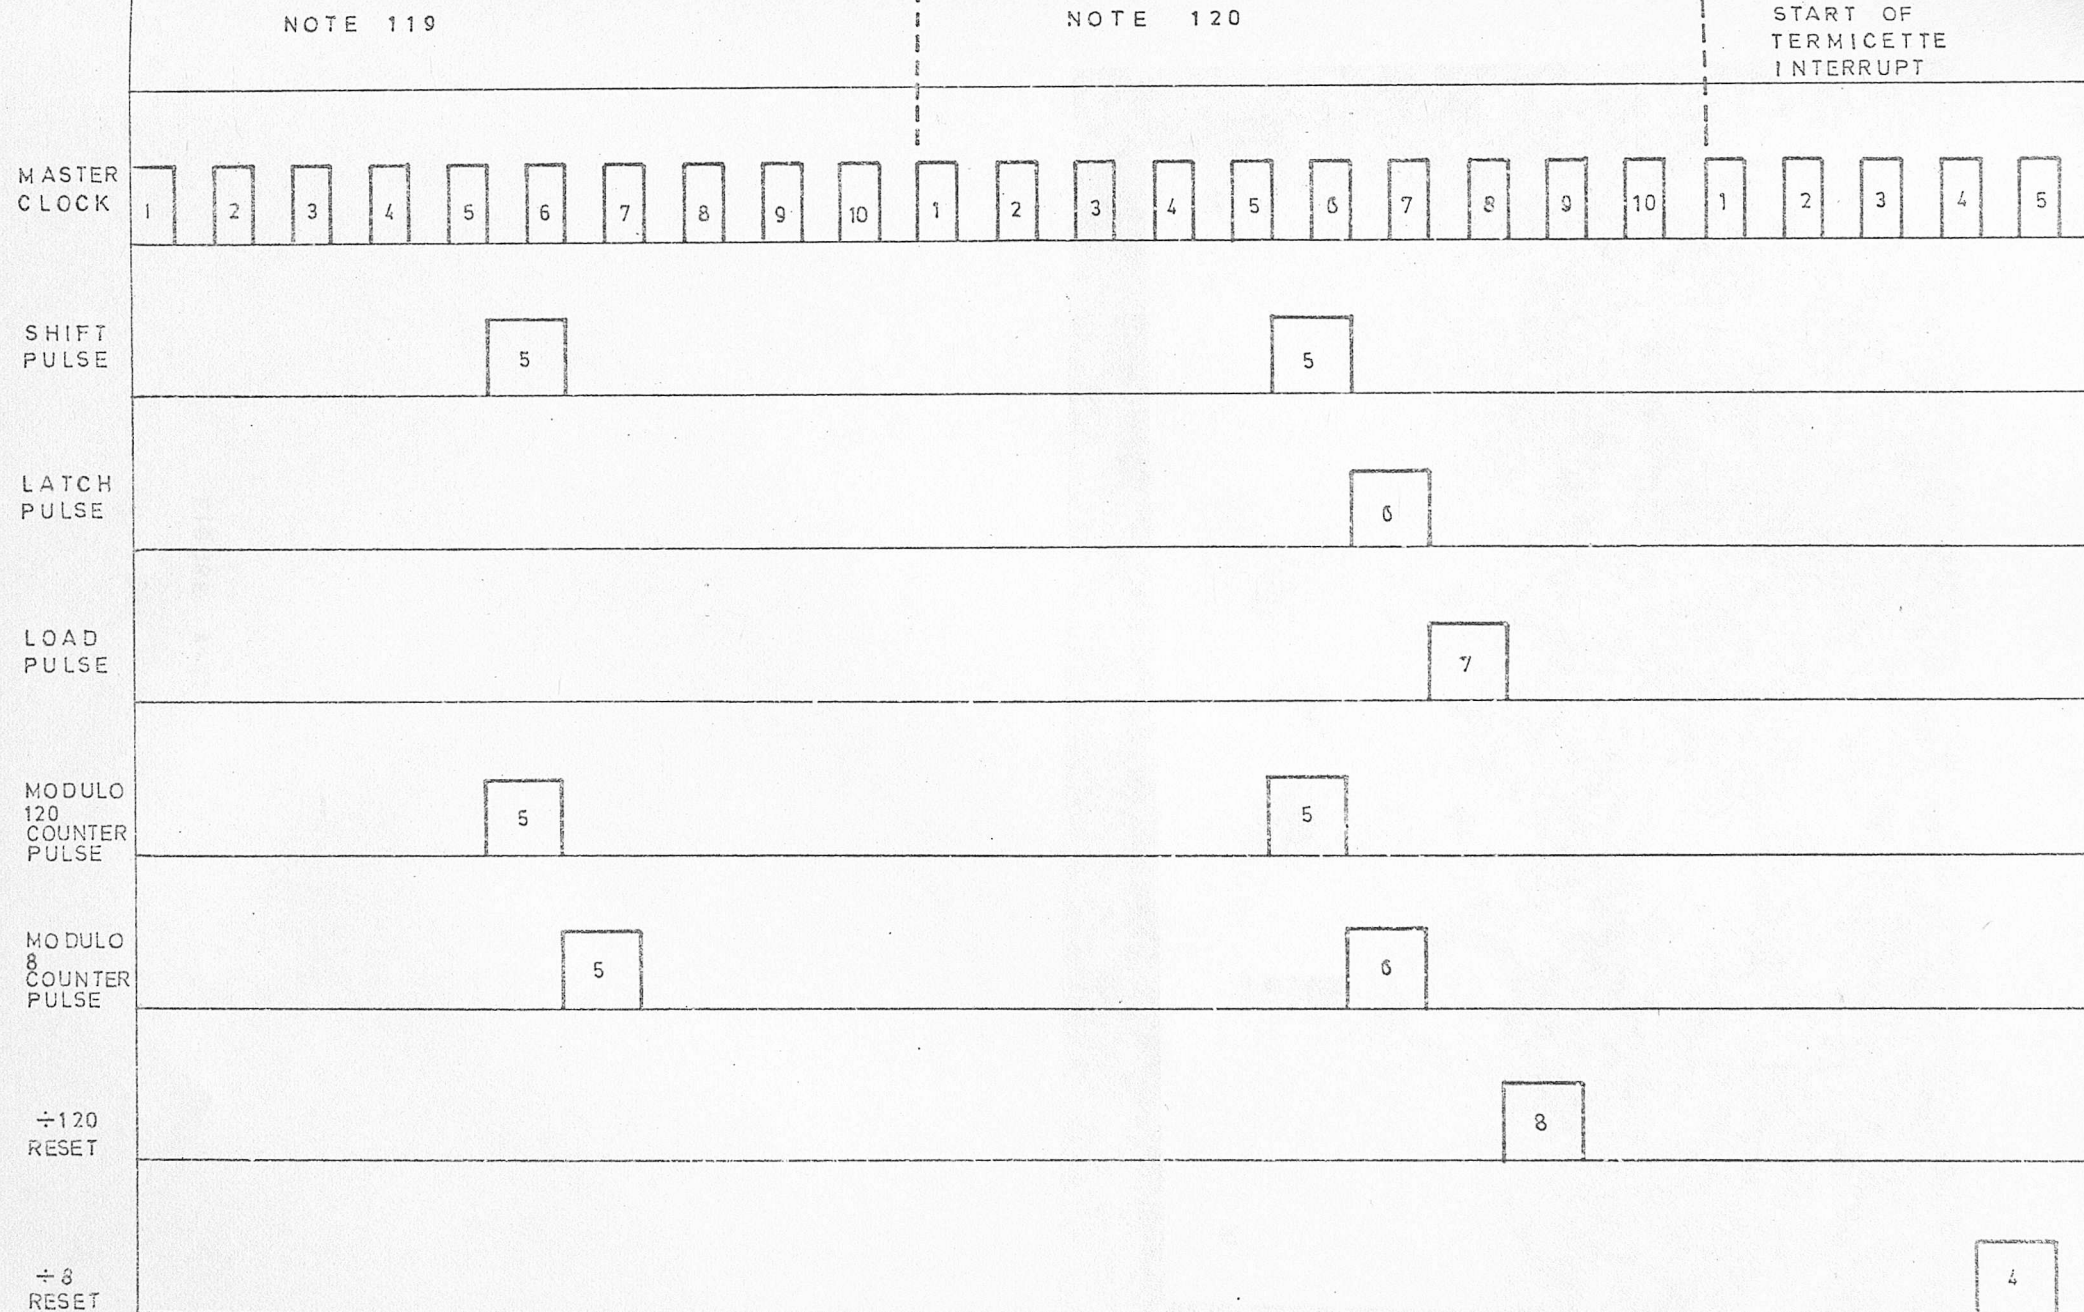 NOTE 119
NOTE 120
START OF
TERMICETTE
INTERRUPT
MASTER
CLOCK
1 2 3 4 5 6 7 8 9 10 1 2 3 4 5 6 7 8 9 10 1 2 3 4 5
SHIFT
PULSE
5 5
LATCH
PULSE
6
LOAD
PULSE
7
MODULO
120
COUNTER
PULSE
5 5
MODULO
8
COUNTER
PULSE
5 6
÷120
RESET
8
÷8
RESET
4